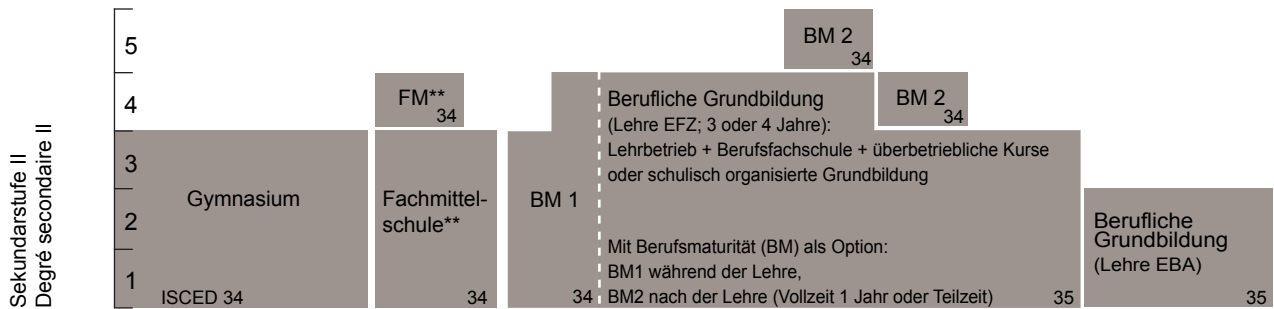 Sekundarstufe II
Degré secondaire II
5
4
3
2
1
Gymnasium
ISCED 34
FM**
34
Fachmittel-
schule**
34
BM 1
34
Berufliche Grundbildung
(Lehre EFZ; 3 oder 4 Jahre):
Lehrbetrieb + Berufsfachschule + überbetriebliche Kurse
oder schulisch organisierte Grundbildung
Mit Berufsmaturität (BM) als Option:
BM1 während der Lehre,
BM2 nach der Lehre (Vollzeit 1 Jahr oder Teilzeit)
35
BM 2
34
BM 2
34
Berufliche
Grundbildung
(Lehre EBA)
35